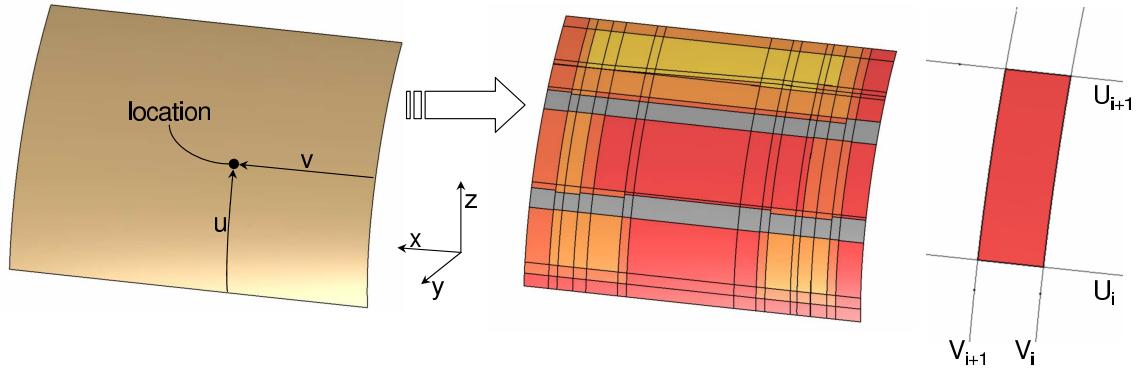 location
v
u
z
x
y
U_{i+1}
U_i
V_{i+1} V_i